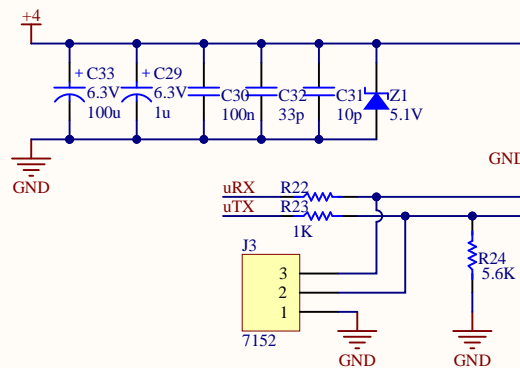 +4
C33
6.3V
100u
C29
6.3V
1u
C30
100n
C32
33p
C31
10p
Z1
5.1V
GND
GND
uRX
R22
uTX
R23
1K
J3
3
2
1
7152
R24
5.6K
GND
GND